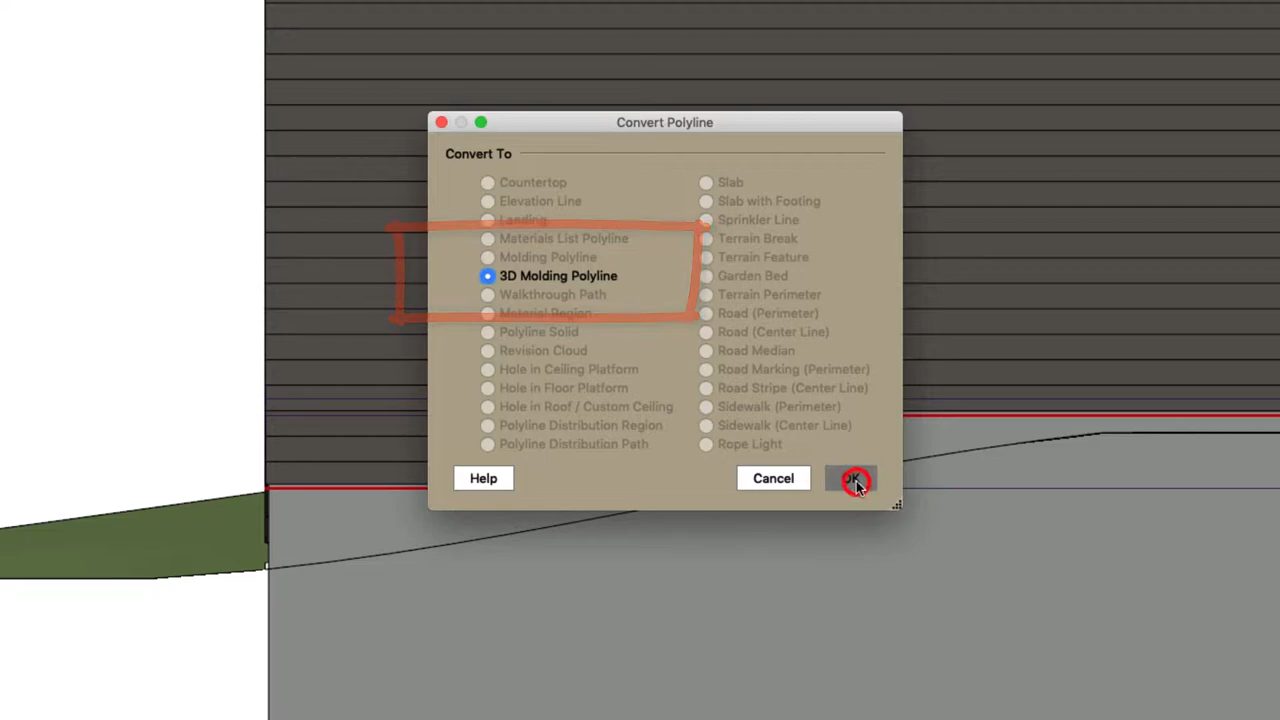 Convert Polyline
Convert To
Countertop
Elevation Line
Landing
Materials List Polyline
Molding Polyline
3D Molding Polyline
Walkthrough Path
Material Region
Polyline Solid
Revision Cloud
Hole in Ceiling Platform
Hole in Floor Platform
Hole in Roof / Custom Ceiling
Polyline Distribution Region
Polyline Distribution Path
Slab
Slab with Footing
Sprinkler Line
Terrain Break
Terrain Feature
Garden Bed
Terrain Perimeter
Road (Perimeter)
Road (Center Line)
Road Median
Road Marking (Perimeter)
Road Stripe (Center Line)
Sidewalk (Perimeter)
Sidewalk (Center Line)
Rope Light
Help
Cancel
OK